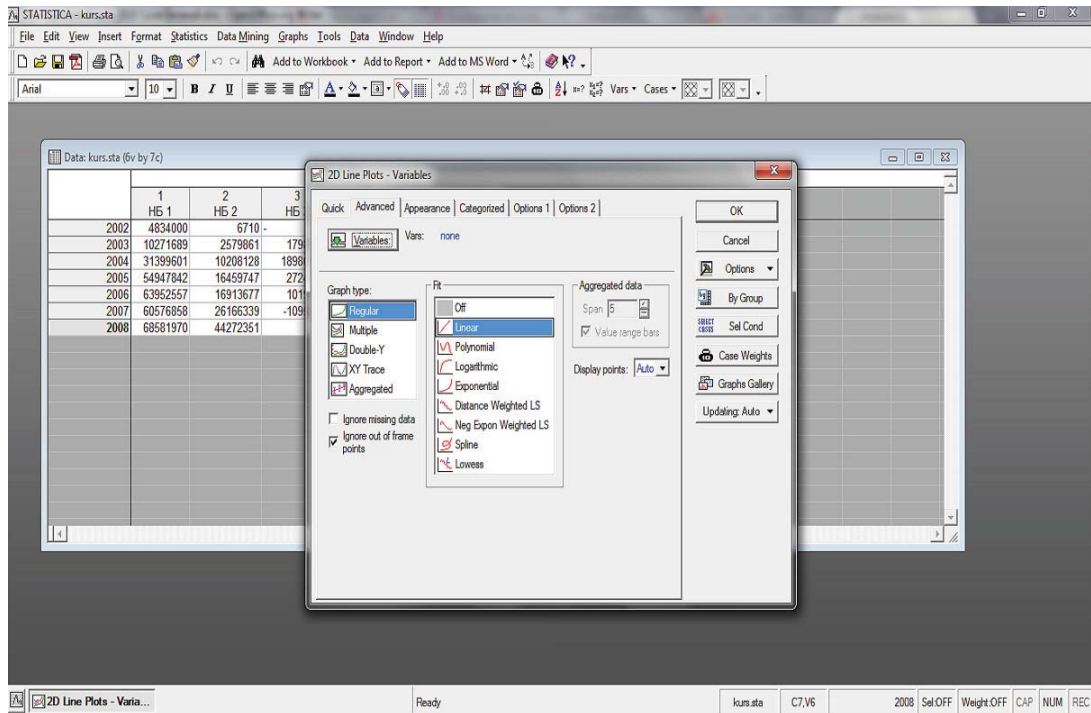 STATISTICA - kurs.sta
File Edit View Insert Format Statistics Data Mining Graphs Tools Data Window Help
Add to Workbook Add to Report Add to MS Word
Arial 10 B I U Vars Cases
Data: kurs.sta (6v by 7c)
1 2 3
НБ 1 НБ 2 НБ
2002 4834000 6710 -
2003 10271689 2579861 179
2004 31399601 10208128 1898
2005 54947842 16459747 272
2006 63952557 16913677 101
2007 60576858 26166339 -109
2008 68581970 44272351
2D Line Plots - Variables
Quick Advanced Appearance Categorized Options 1 Options 2
Variables: Vars: none
Graph type:
Regular
Multiple
Double-Y
XY Trace
Aggregated
Ignore missing data
Ignore out of frame
points
Fit
Off
Linear
Polynomial
Logarithmic
Exponential
Distance Weighted LS
Neg Expon Weighted LS
Spline
Lowess
Aggregated data
Span 5
Value range bars
Display points: Auto
OK
Cancel
Options
By Group
SELECT CASES Sel Cond
Case Weights
Graphs Gallery
Updating: Auto
2D Line Plots - Varia... Ready kurs.sta C7,V6 2008 Sel:OFF Weight:OFF CAP NUM REC